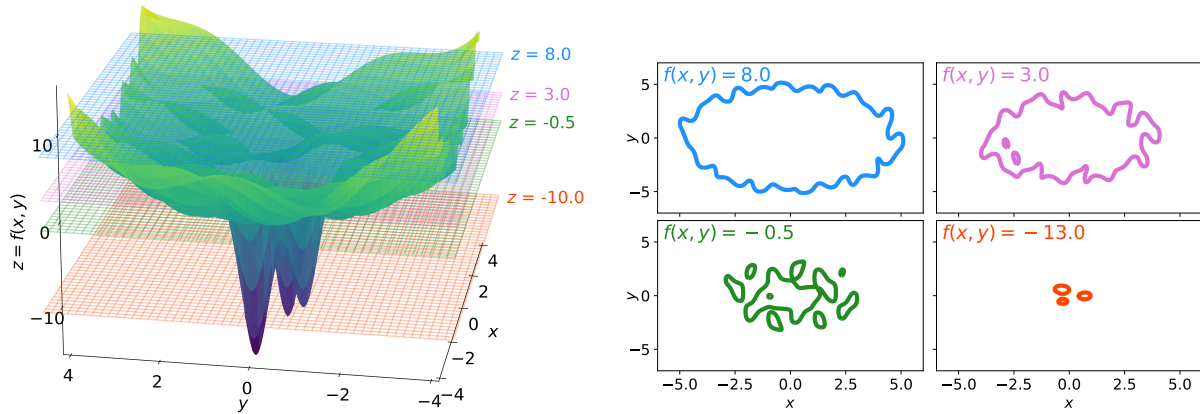 z = 8.0
z = 3.0
z = -0.5
z = -10.0
10
0
−10
z = f(x, y)
4
2
0
−2
−4
y
4
2
0
−2
−4
x
f(x, y) = 8.0
5
0
−5
y
−5.0 −2.5 0.0 2.5 5.0
x
f(x, y) = 3.0
f(x, y) = −0.5
5
0
−5
y
−5.0 −2.5 0.0 2.5 5.0
x
f(x, y) = −13.0